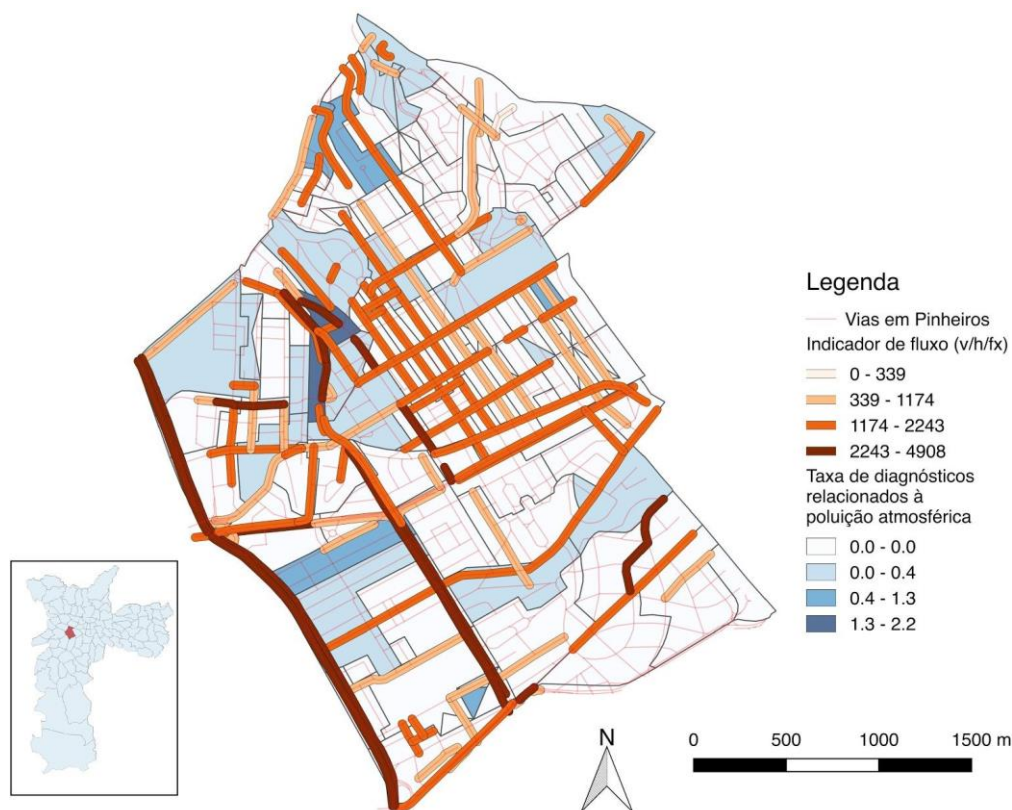 Legenda
Vias em Pinheiros
Indicador de fluxo (v/h/fx)
0 - 339
339 - 1174
1174 - 2243
2243 - 4908
Taxa de diagnósticos
relacionados à
poluição atmosférica
0.0 - 0.0
0.0 - 0.4
0.4 - 1.3
1.3 - 2.2
N
0 500 1000 1500 m